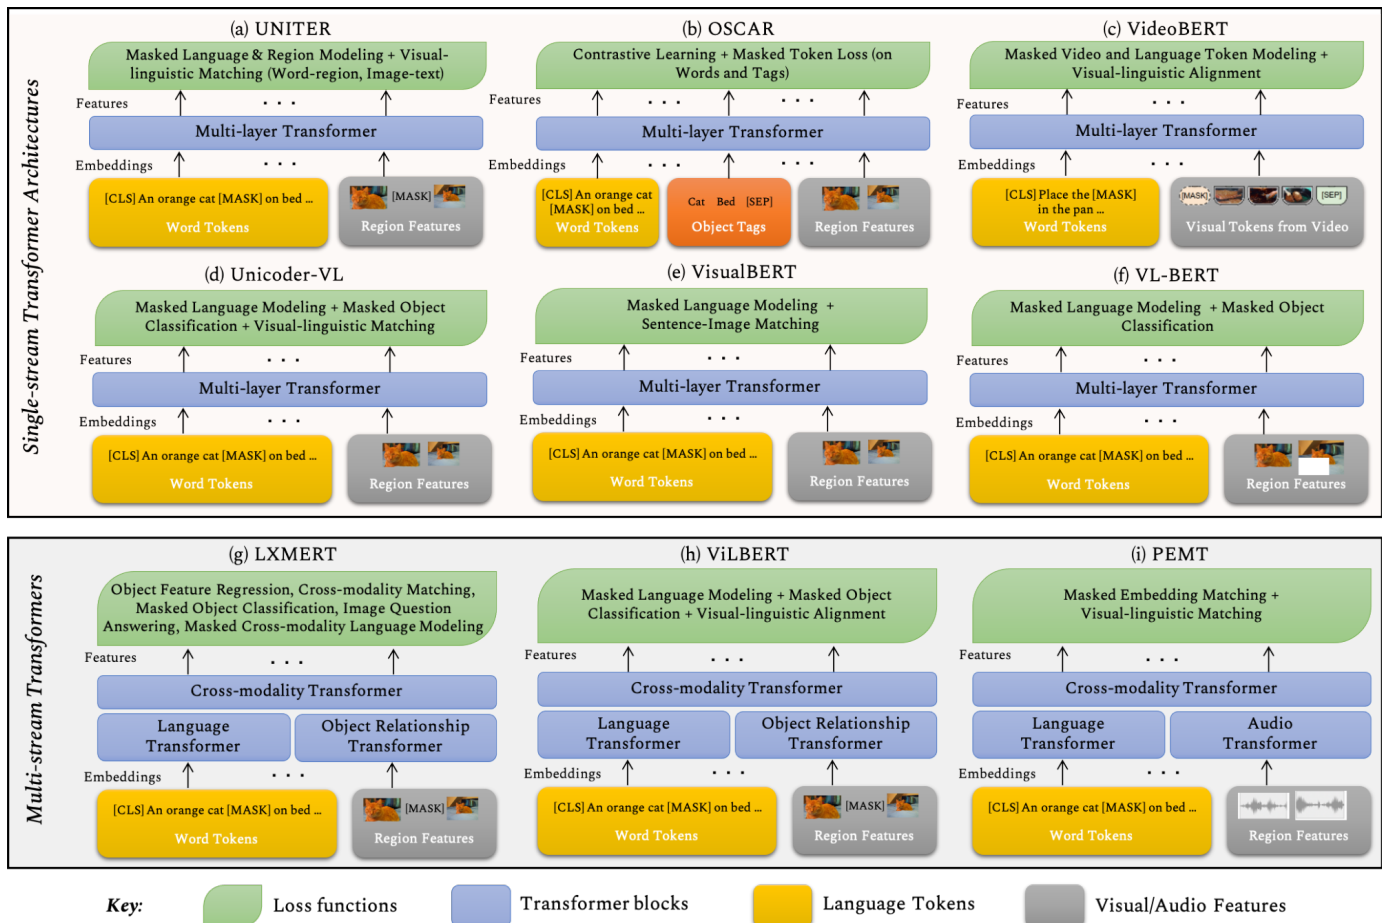 Single-stream Transformer Architectures
(a) UNITER
Masked Language & Region Modeling + Visual-
linguistic Matching (Word-region, Image-text)
Features
. . .
Multi-layer Transformer
Embeddings
. . .
[CLS] An orange cat [MASK] on bed ...
Word Tokens
[MASK]
Region Features
(b) OSCAR
Contrastive Learning + Masked Token Loss (on
Words and Tags)
Features
. . .
. . .
Multi-layer Transformer
Embeddings
. . .
. . .
[CLS] An orange cat
[MASK] on bed ...
Word Tokens
Cat Bed [SEP]
Object Tags
Region Features
(c) VideoBERT
Masked Video and Language Token Modeling +
Visual-linguistic Alignment
Features
. . .
Multi-layer Transformer
Embeddings
. . .
[CLS] Place the [MASK]
in the pan ...
Word Tokens
[MASK]
[SEP]
Visual Tokens from Video
(d) Unicoder-VL
Masked Language Modeling + Masked Object
Classification + Visual-linguistic Matching
Features
. . .
Multi-layer Transformer
Embeddings
. . .
[CLS] An orange cat [MASK] on bed ...
Word Tokens
Region Features
(e) VisualBERT
Masked Language Modeling +
Sentence-Image Matching
Features
. . .
Multi-layer Transformer
Embeddings
. . .
[CLS] An orange cat [MASK] on bed ...
Word Tokens
Region Features
(f) VL-BERT
Masked Language Modeling + Masked Object
Classification
Features
. . .
Multi-layer Transformer
Embeddings
. . .
[CLS] An orange cat [MASK] on bed ...
Word Tokens
Region Features
Multi-stream Transformers
(g) LXMERT
Object Feature Regression, Cross-modality Matching,
Masked Object Classification, Image Question
Answering, Masked Cross-modality Language Modeling
Features
. . .
Cross-modality Transformer
Language
Transformer
Object Relationship
Transformer
Embeddings
. . .
[CLS] An orange cat [MASK] on bed ...
Word Tokens
[MASK]
Region Features
(h) ViLBERT
Masked Language Modeling + Masked Object
Classification + Visual-linguistic Alignment
Features
. . .
Cross-modality Transformer
Language
Transformer
Object Relationship
Transformer
Embeddings
. . .
[CLS] An orange cat [MASK] on bed ...
Word Tokens
[MASK]
Region Features
(i) PEMT
Masked Embedding Matching +
Visual-linguistic Matching
Features
. . .
Cross-modality Transformer
Language
Transformer
Audio
Transformer
Embeddings
. . .
[CLS] An orange cat [MASK] on bed ...
Word Tokens
Region Features
Key:
Loss functions
Transformer blocks
Language Tokens
Visual/Audio Features